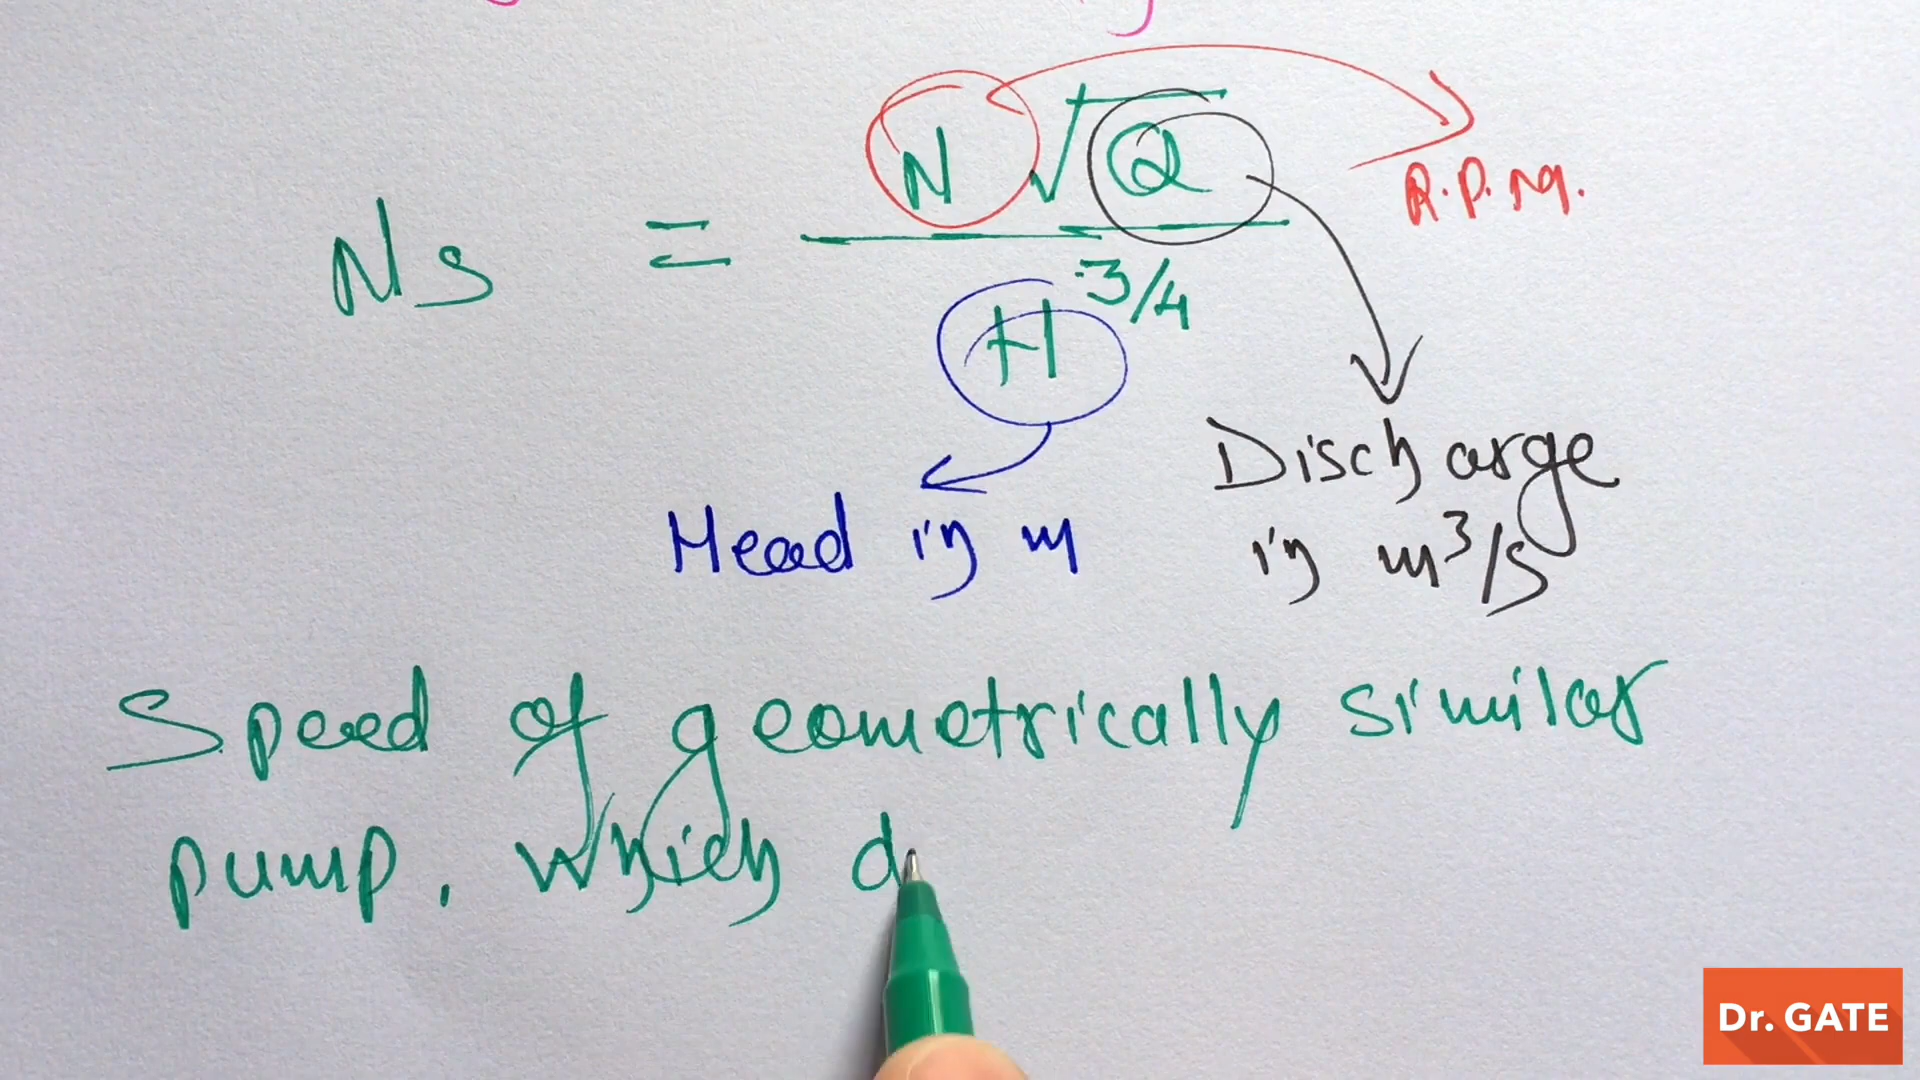 Ns = N √Q / H^3/4
R.P.M.
Head in m
Discharge
in m³/s
Speed of geometrically similar
pump, which d
Dr. GATE